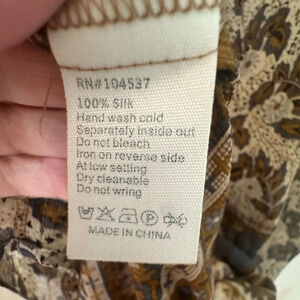 RN#104537
100% Silk
Hand wash cold
Separately inside out
Do not bleach
Iron on reverse side
At low setting
Dry cleanable
Do not wring
MADE IN CHINA